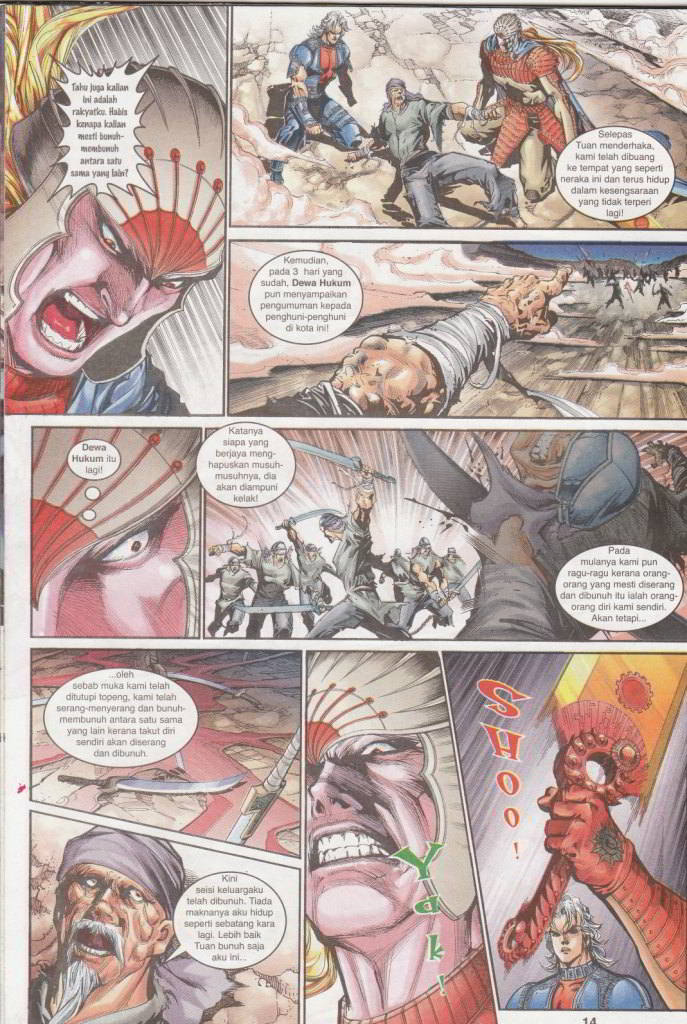 Tahu juga kalian
ini adalah
rakyatku. Habis
kenapa kalian
mesti bunuh-
membunuh
antara satu
sama yang lain?
Selepas
Tuan menderhaka,
kami telah dibuang
ke tempat yang seperti
neraka ini dan terus hidup
dalam kesengsaraan
yang tidak terperi
lagi!
Kemudian,
pada 3 hari yang
sudah, Dewa Hukum
pun menyampaikan
pengumuman kepada
penghuni-penghuni
di kota ini!
Dewa
Hukum itu
lagi!
Katanya
siapa yang
berjaya meng-
hapuskan musuh-
musuhnya, dia
akan diampuni
kelak!
Pada
mulanya kami pun
ragu-ragu kerana orang-
orang yang mesti diserang
dan dibunuh itu ialah orang-
orang diri kami sendiri.
Akan tetapi...
...oleh
sebab muka kami telah
ditutupi topeng, kami telah
serang-menyerang dan bunuh-
membunuh antara satu sama
yang lain kerana takut diri
sendiri akan diserang
dan dibunuh.
Yak!
SHOO!
Kini
seisi keluargaku
telah dibunuh. Tiada
maknanya aku hidup
seperti sebatang kara
lagi. Lebih baik
Tuan bunuh saja
aku ini...
14